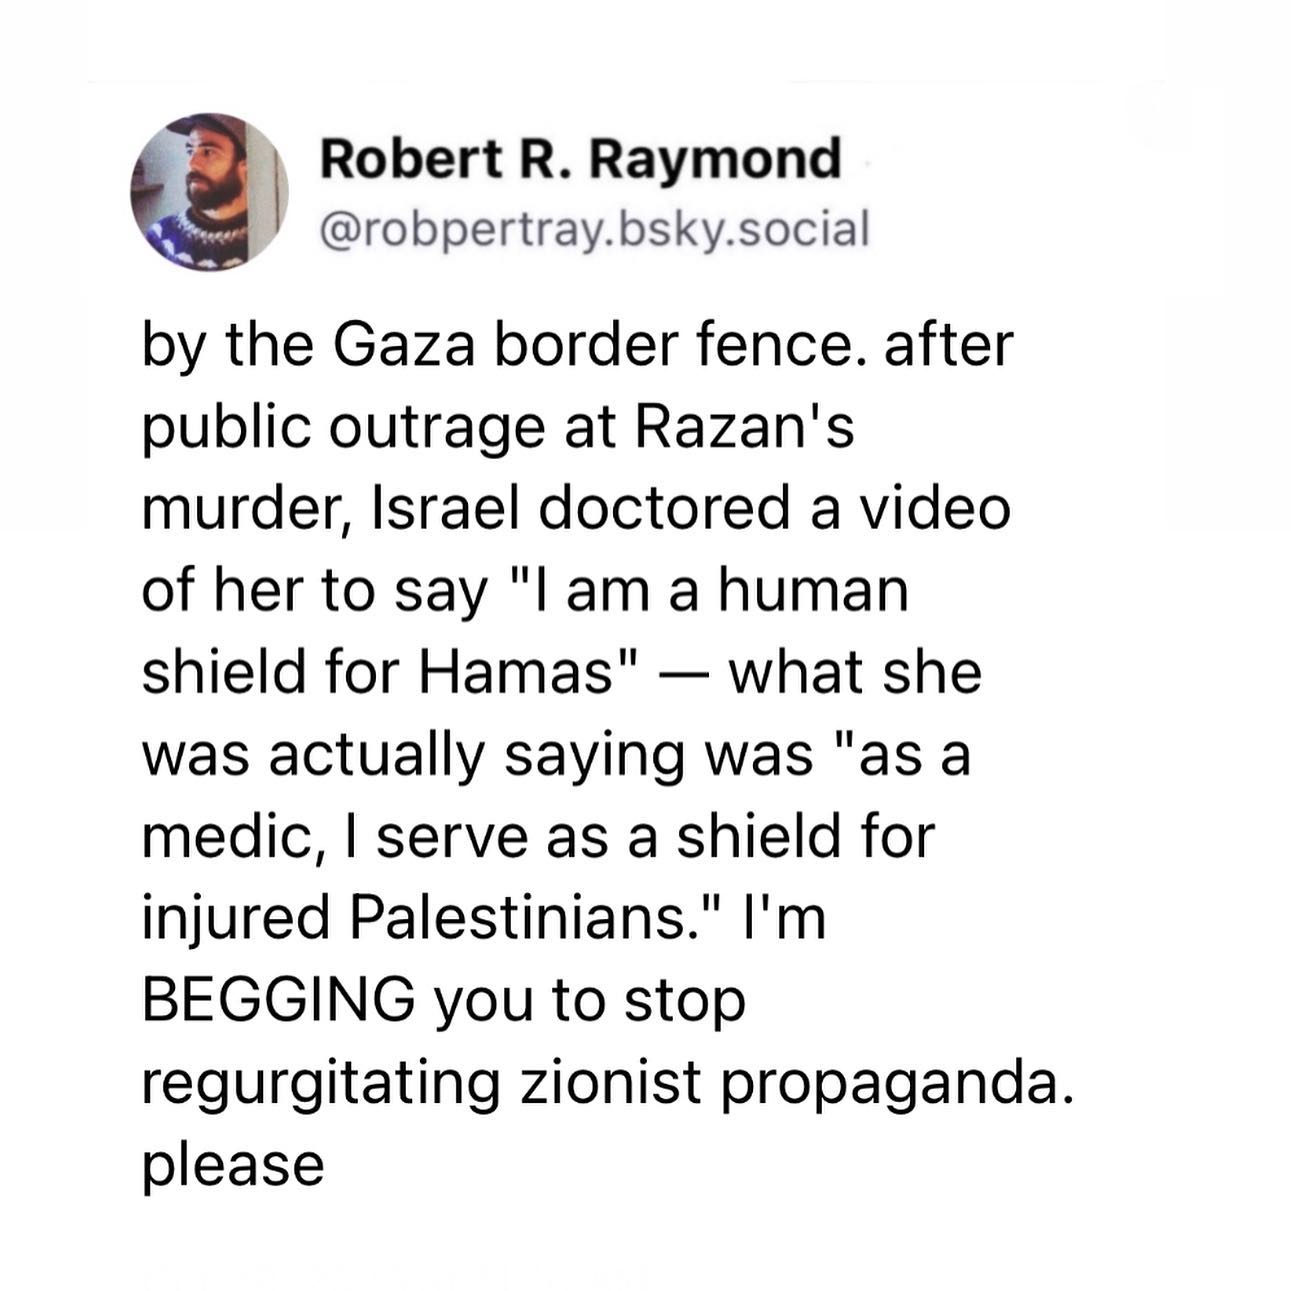 Robert R. Raymond
@robpertray.bsky.social
by the Gaza border fence. after
public outrage at Razan's
murder, Israel doctored a video
of her to say "I am a human
shield for Hamas" — what she
was actually saying was "as a
medic, I serve as a shield for
injured Palestinians." I'm
BEGGING you to stop
regurgitating zionist propaganda.
please